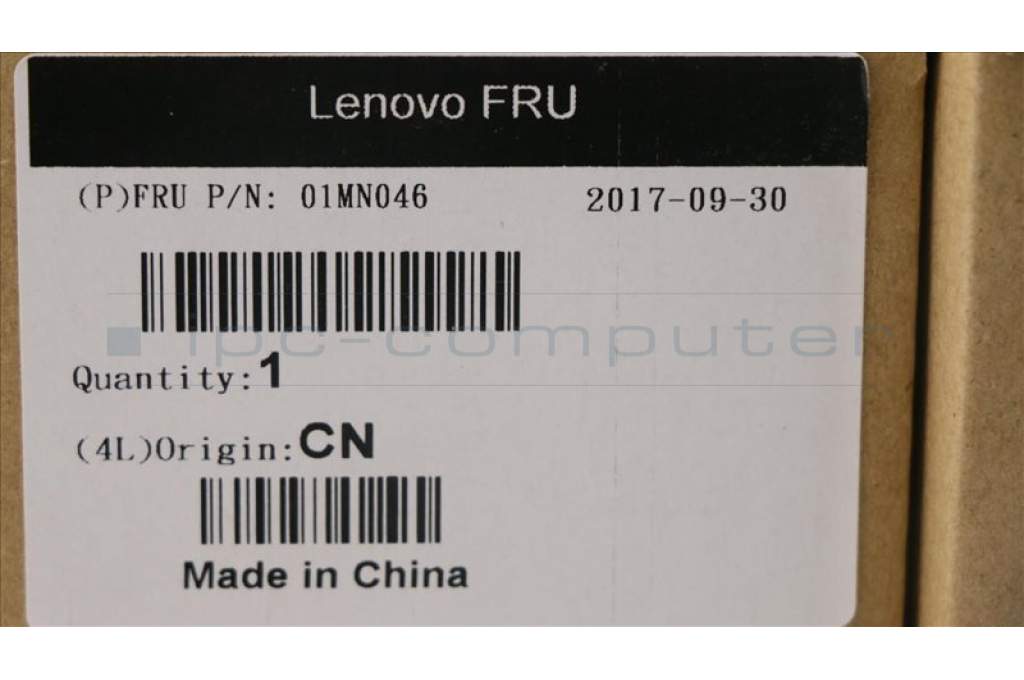 Lenovo FRU
(P)FRU P/N: 01MN046 2017-09-30
ipc-computer
Quantity:1
(4L)Origin:CN
Made in China